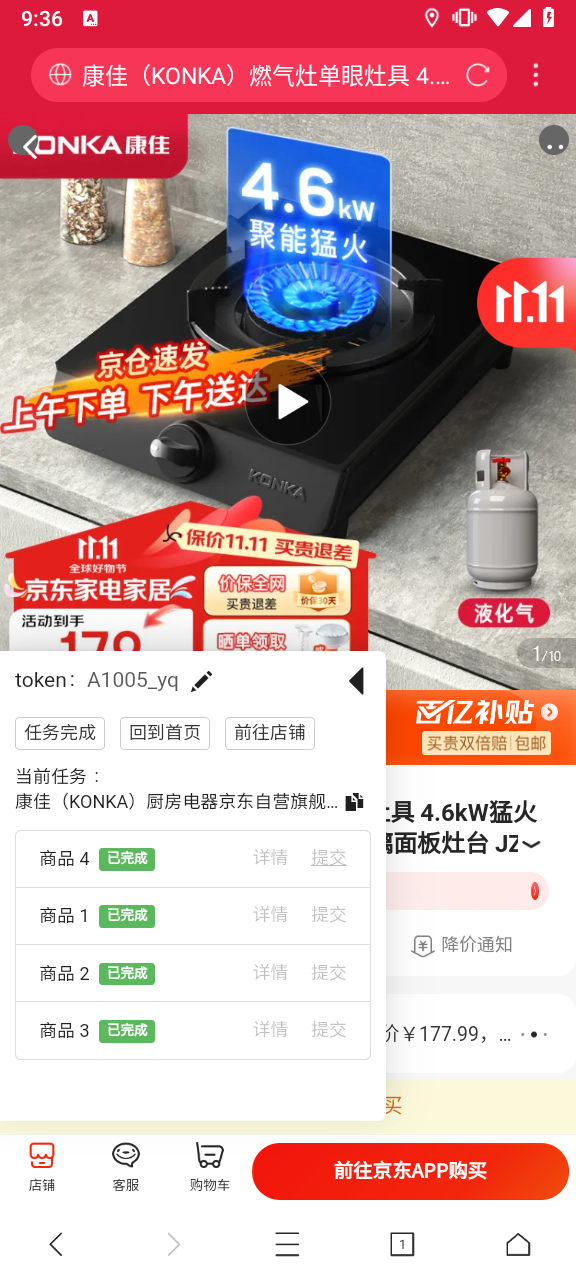 9:36
A
康佳（KONKA）燃气灶单眼灶具 4....
KONKA 康佳
4.6kW
聚能猛火
11.11
京仓速发
上午下单 下午送达
KONKA
11.11
全球好物节
保价11.11 买贵退差
京东家电家居
价保全网
买贵退差
价保30天
活动到手
179
晒单领取
液化气
1/10
token： A1005_yq
百亿补贴
买贵双倍赔 包邮
任务完成
回到首页
前往店铺
当前任务：
康佳（KONKA）厨房电器京东自营旗舰...
具 4.6kW猛火
面板灶台 JZ
商品 4 已完成 详情 提交
商品 1 已完成 详情 提交
降价通知
商品 2 已完成 详情 提交
商品 3 已完成 详情 提交
价￥177.99，...
买
店铺
客服
购物车
前往京东APP购买
1